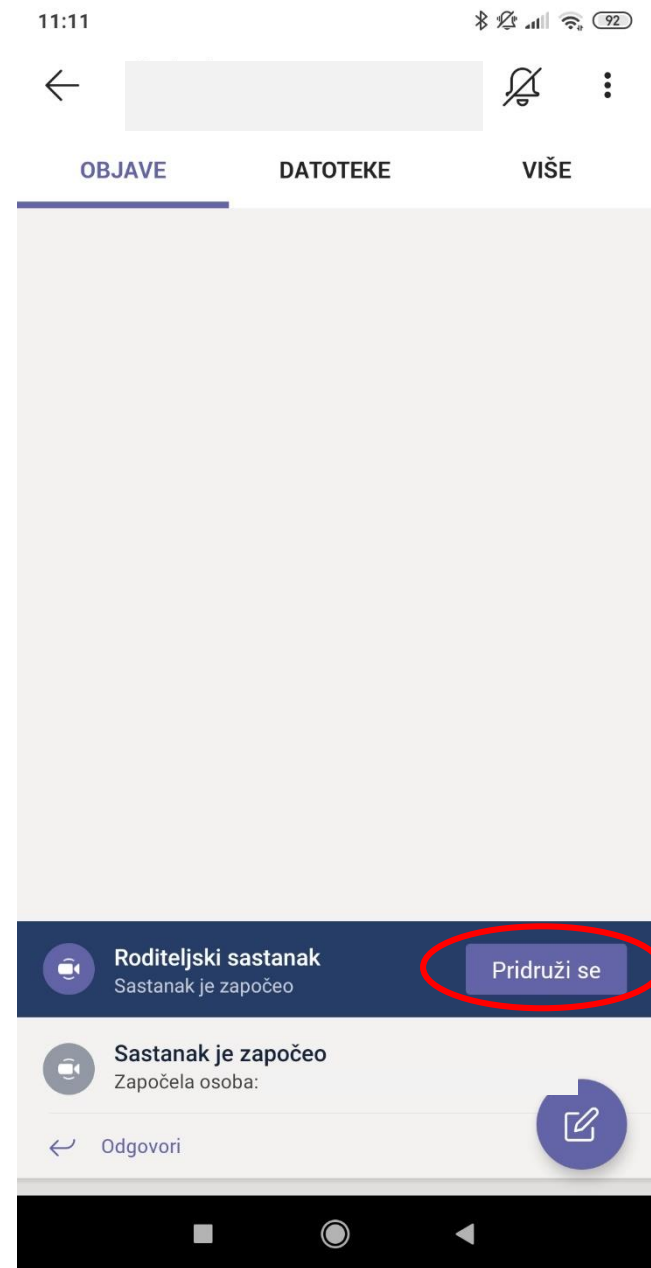 11:11
92
OBJAVE DATOTEKE VIŠE
Roditeljski sastanak
Sastanak je započeo
Pridruži se
Sastanak je započeo
Započela osoba:
Odgovori